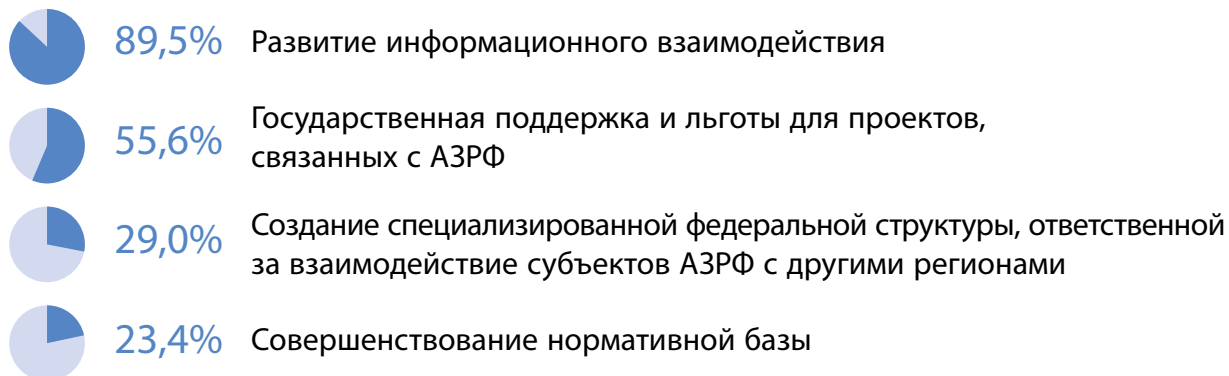 89,5% Развитие информационного взаимодействия
55,6% Государственная поддержка и льготы для проектов,
связанных с АЗРФ
29,0% Создание специализированной федеральной структуры, ответственной
за взаимодействие субъектов АЗРФ с другими регионами
23,4% Совершенствование нормативной базы